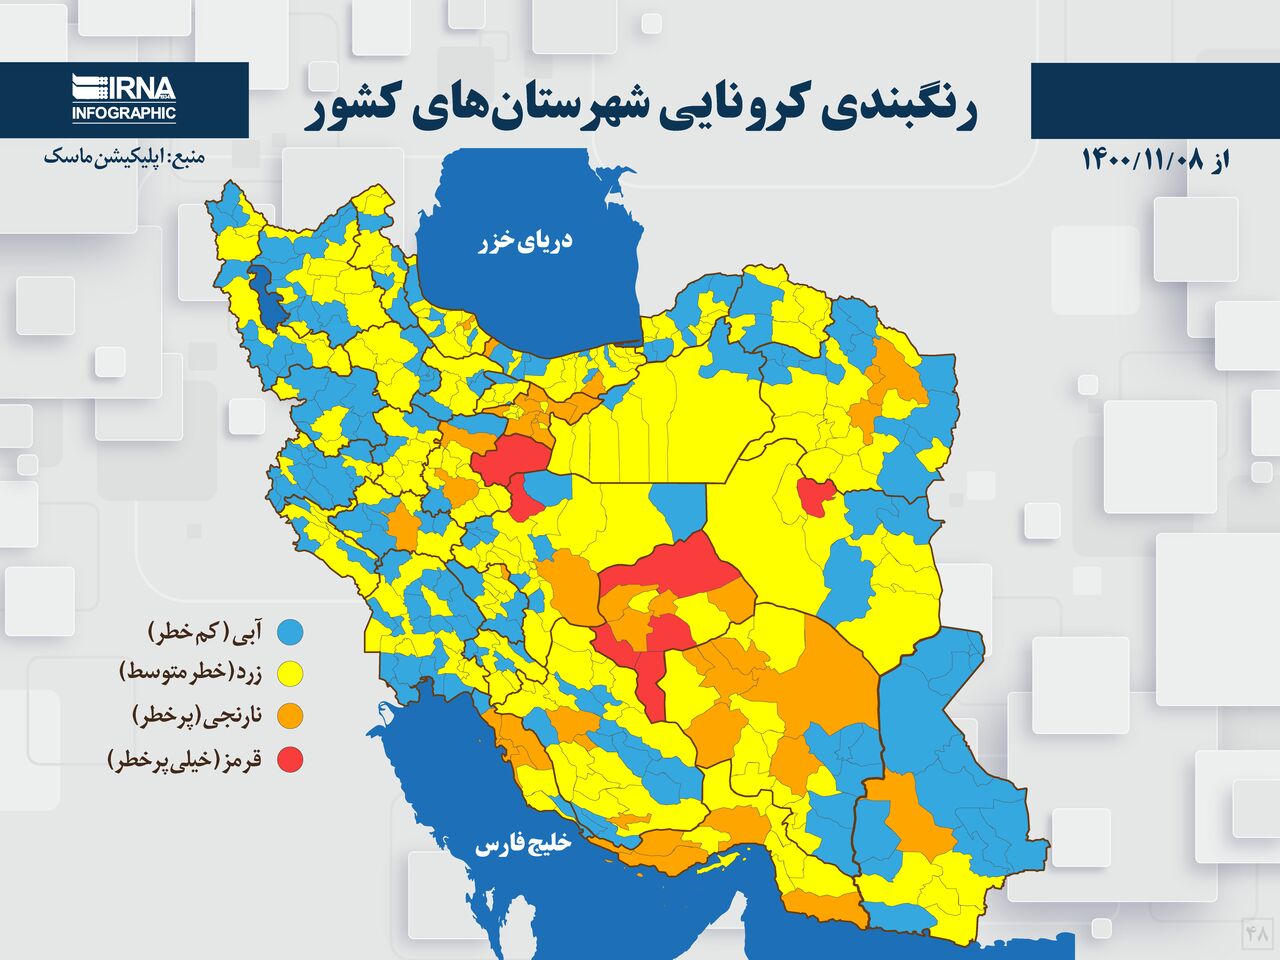 IRNA
INFOGRAPHIC
رنگبندی کرونایی شهرستان‌های کشور
منبع: اپلیکیشن ماسک
از ۱۴۰۰/۱۱/۰۸
دریای خزر
آبی (کم خطر)
زرد (خطر متوسط)
نارنجی (پرخطر)
قرمز (خیلی پرخطر)
خلیج فارس
۴۸